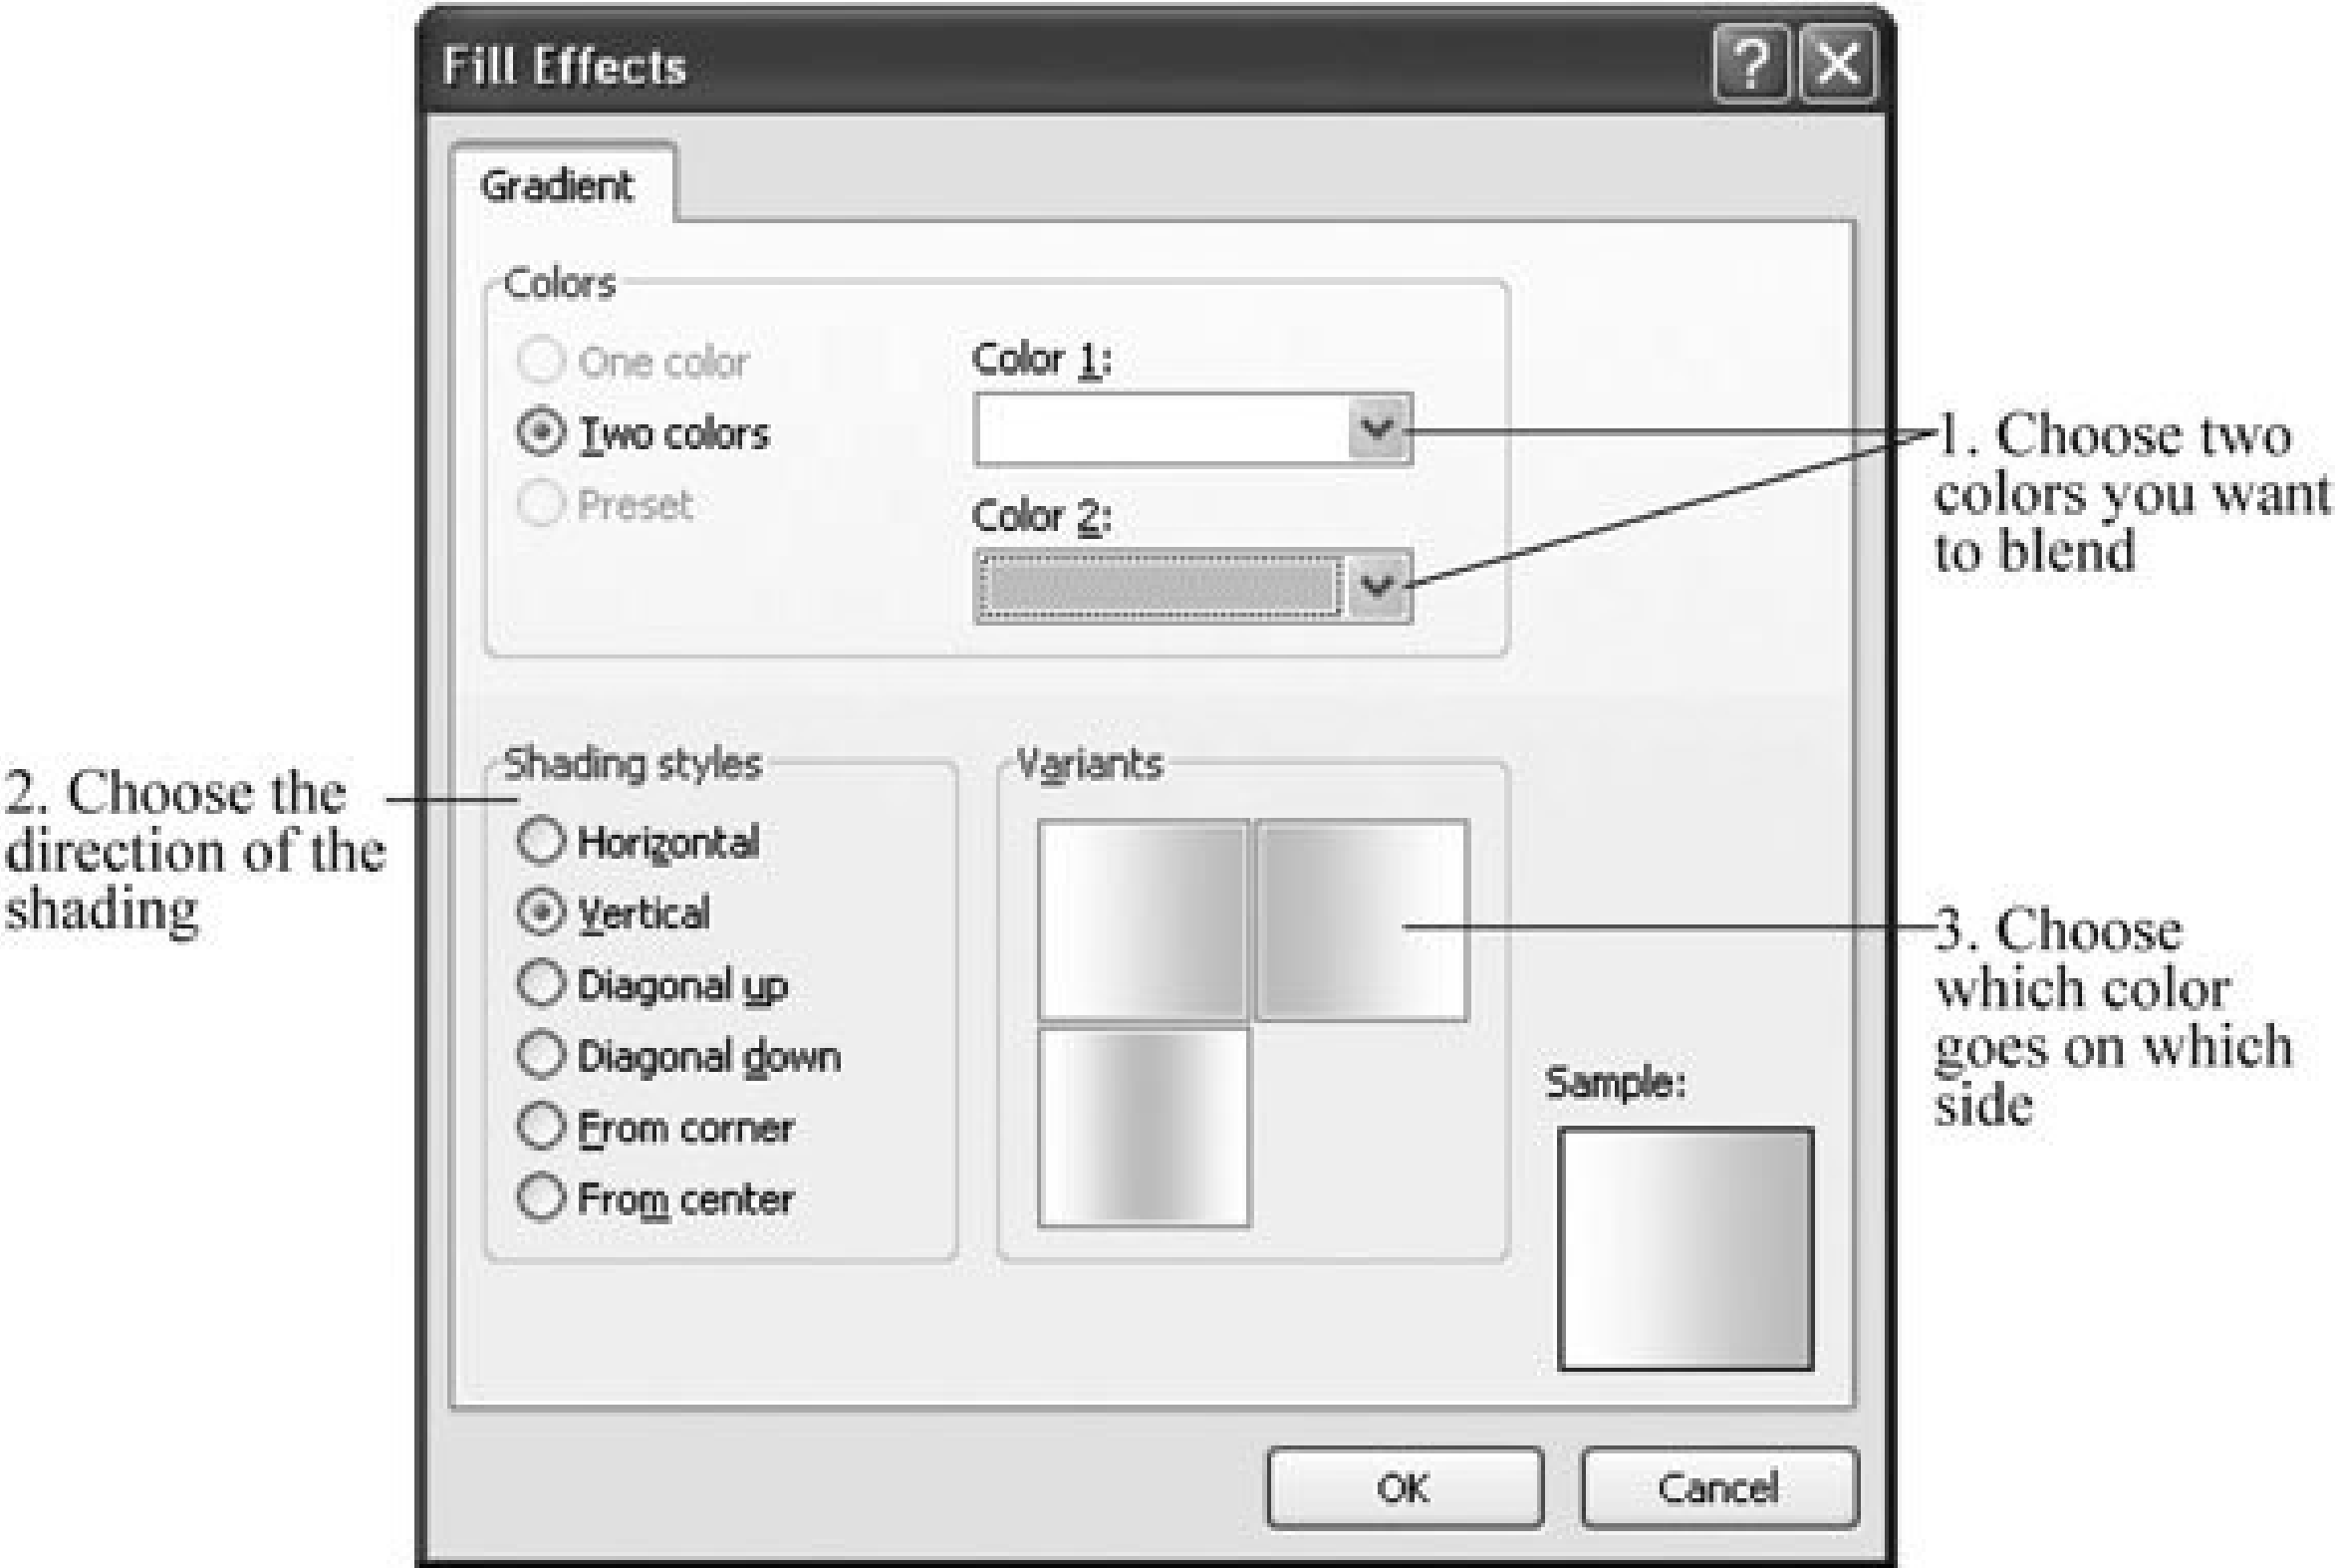 Fill Effects
Gradient
Colors
One color
Two colors
Preset
Color 1:
Color 2:
1. Choose two
colors you want
to blend
2. Choose the
direction of the
shading
Shading styles
Horizontal
Vertical
Diagonal up
Diagonal down
From corner
From center
Variants
3. Choose
which color
goes on which
side
Sample:
OK
Cancel